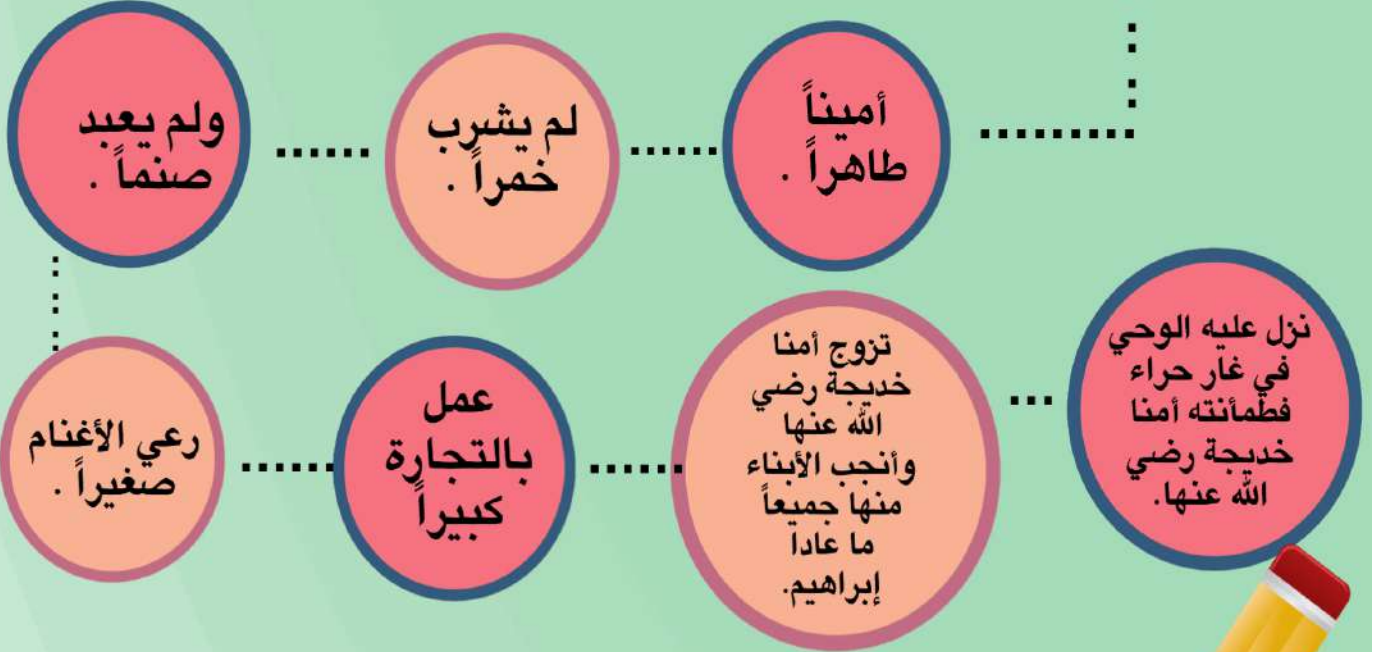 أميناً
طاهراً .
لم يشرب
خمراً .
ولم يعبد
صنماً .
رعي الأغنام
صغيراً .
عمل
بالتجارة
كبيراً
تزوج أمنا
خديجة رضي
الله عنها
وأنجب الأبناء
منها جميعاً
ما عادا
إبراهيم.
نزل عليه الوحي
في غار حراء
فطمأنته أمنا
خديجة رضي
الله عنها.